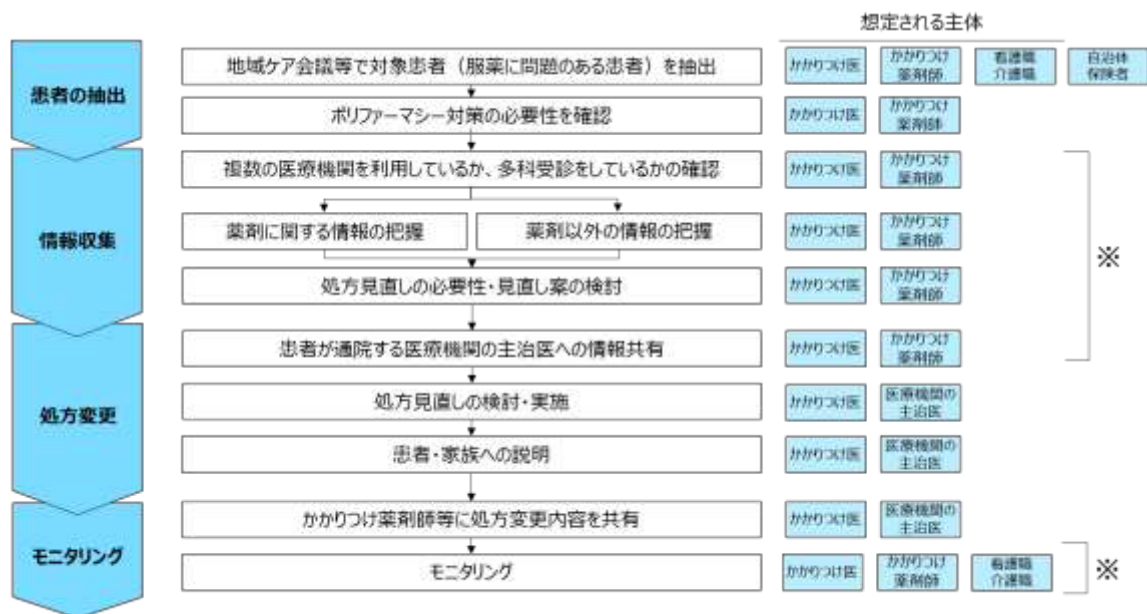 想定される主体
患者の抽出
地域ケア会議等で対象患者（服薬に問題のある患者）を抽出
かかりつけ医
かかりつけ
薬剤師
看護職
介護職
自治体
保険者
ポリファーマシー対策の必要性を確認
かかりつけ医
かかりつけ
薬剤師
情報収集
複数の医療機関を利用しているか、多科受診をしているかの確認
かかりつけ医
かかりつけ
薬剤師
薬剤に関する情報の把握
薬剤以外の情報の把握
かかりつけ医
かかりつけ
薬剤師
※
処方見直しの必要性・見直し案の検討
かかりつけ医
かかりつけ
薬剤師
処方変更
患者が通院する医療機関の主治医への情報共有
かかりつけ医
かかりつけ
薬剤師
処方見直しの検討・実施
かかりつけ医
医療機関の
主治医
患者・家族への説明
かかりつけ医
医療機関の
主治医
モニタリング
かかりつけ薬剤師等に処方変更内容を共有
かかりつけ医
医療機関の
主治医
モニタリング
かかりつけ医
かかりつけ
薬剤師
看護職
介護職
※